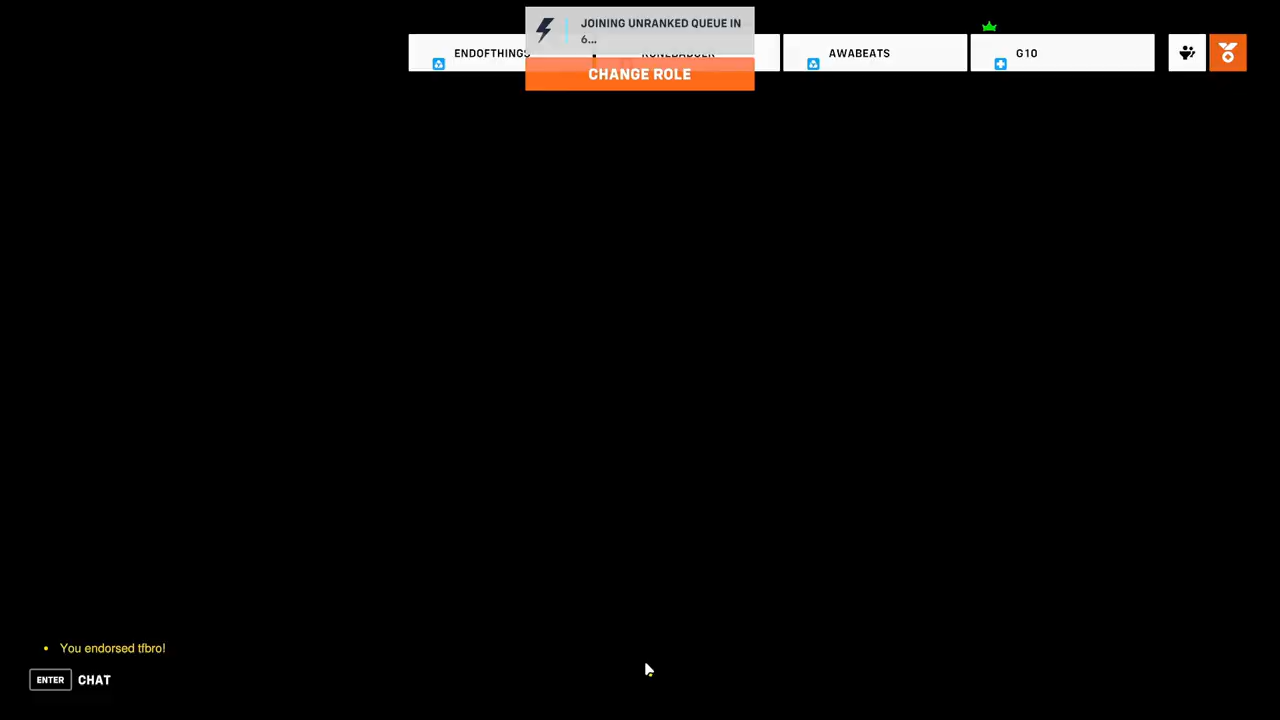 JOINING UNRANKED QUEUE IN
6...
ENDOFTHINGS
AWABEATS
G10
CHANGE ROLE
You endorsed tfbro!
ENTER CHAT